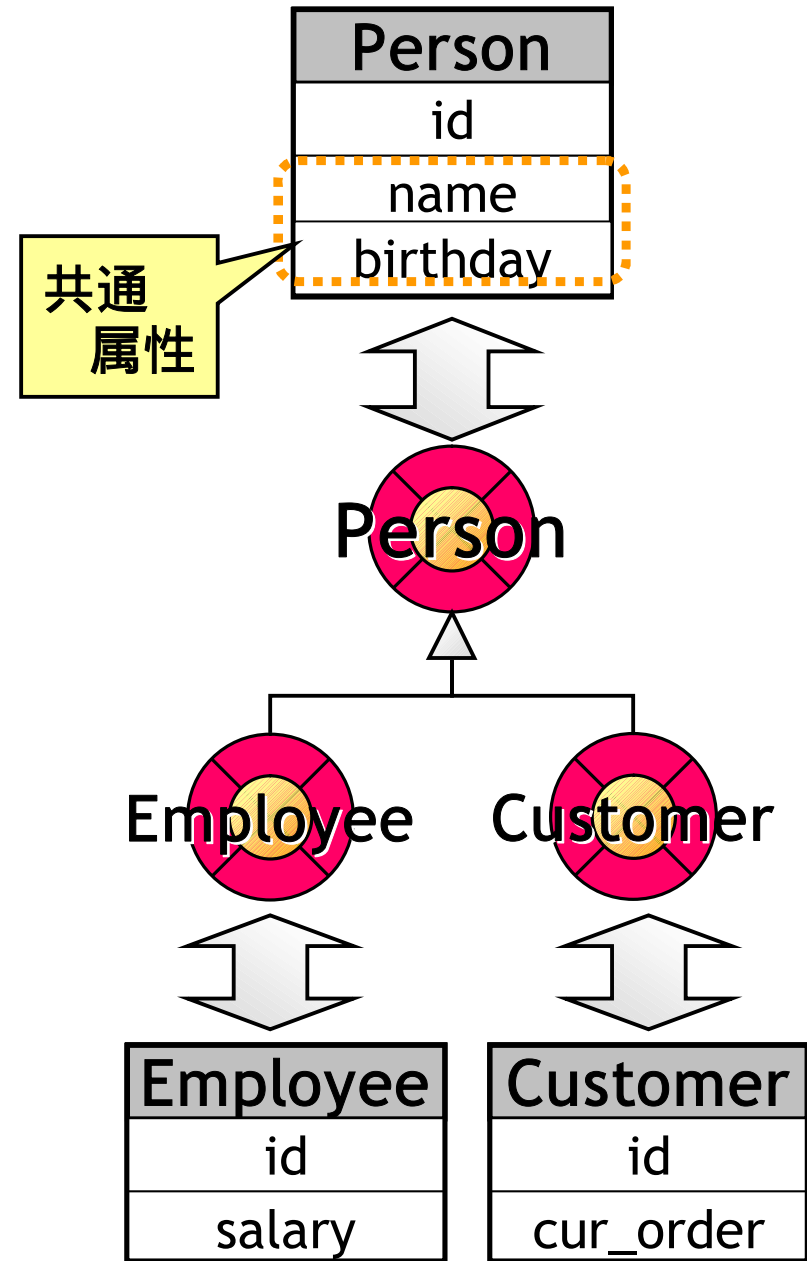 Person
id
name
birthday
共通
属性
Person
Employee
Customer
Employee
id
salary
Customer
id
cur_order